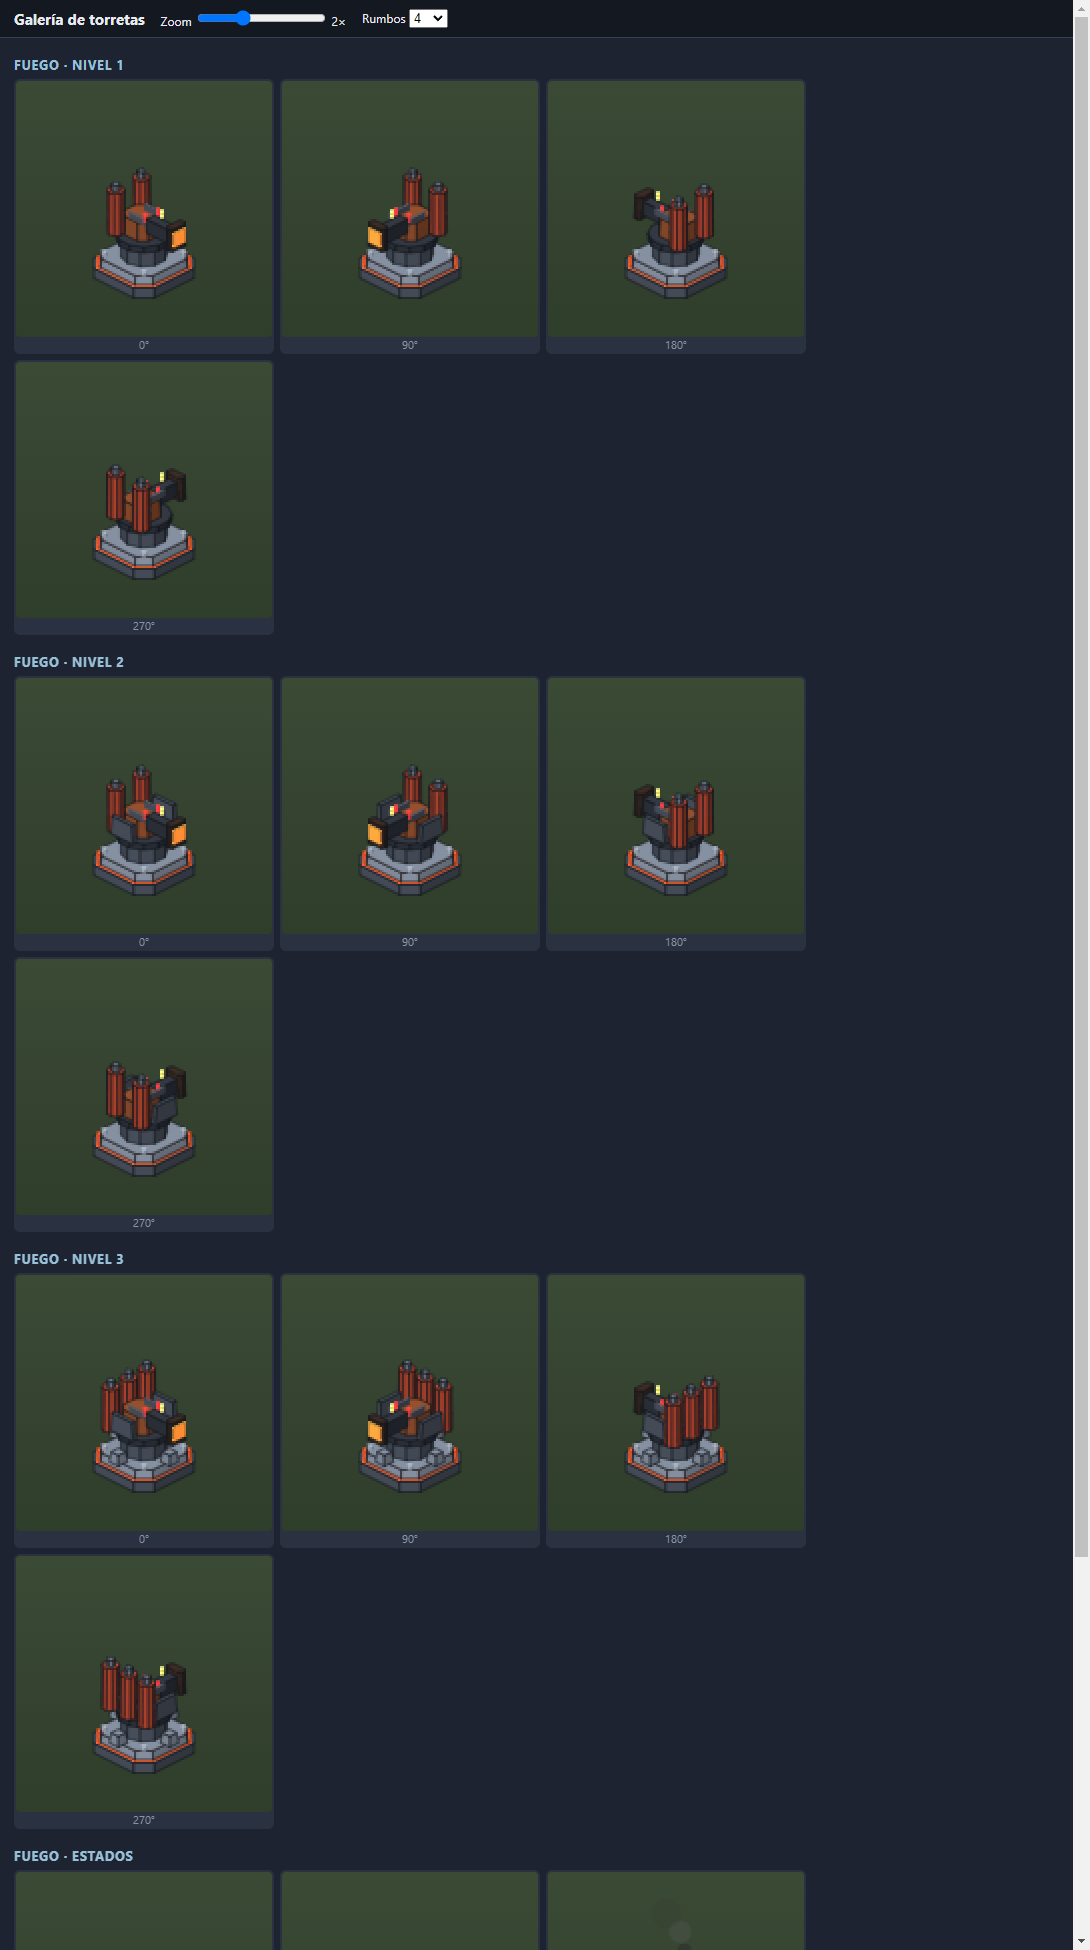 Galería de torretas Zoom 2× Rumbos 4
FUEGO · NIVEL 1
0° 90° 180°
270°
FUEGO · NIVEL 2
0° 90° 180°
270°
FUEGO · NIVEL 3
0° 90° 180°
270°
FUEGO · ESTADOS